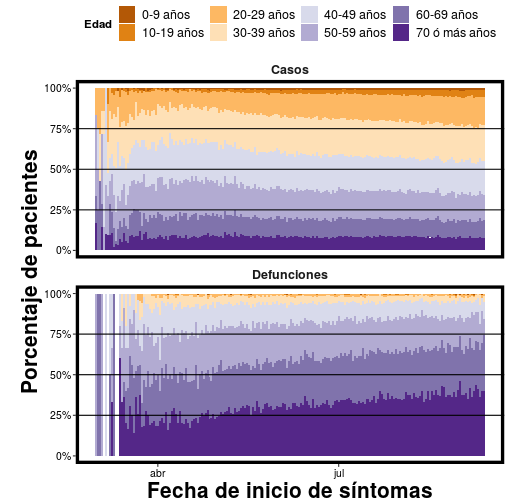 Edad
0-9 años 20-29 años 40-49 años 60-69 años
10-19 años 30-39 años 50-59 años 70 ó más años
Casos
100%
75%
50%
25%
0%
Defunciones
100%
75%
50%
25%
0%
abr jul
Porcentaje de pacientes
Fecha de inicio de síntomas